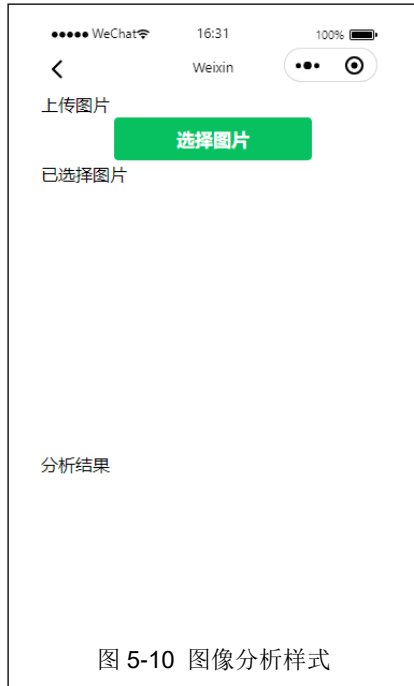 WeChat 16:31 100%
Weixin
上传图片
选择图片
已选择图片
分析结果
图 5-10 图像分析样式